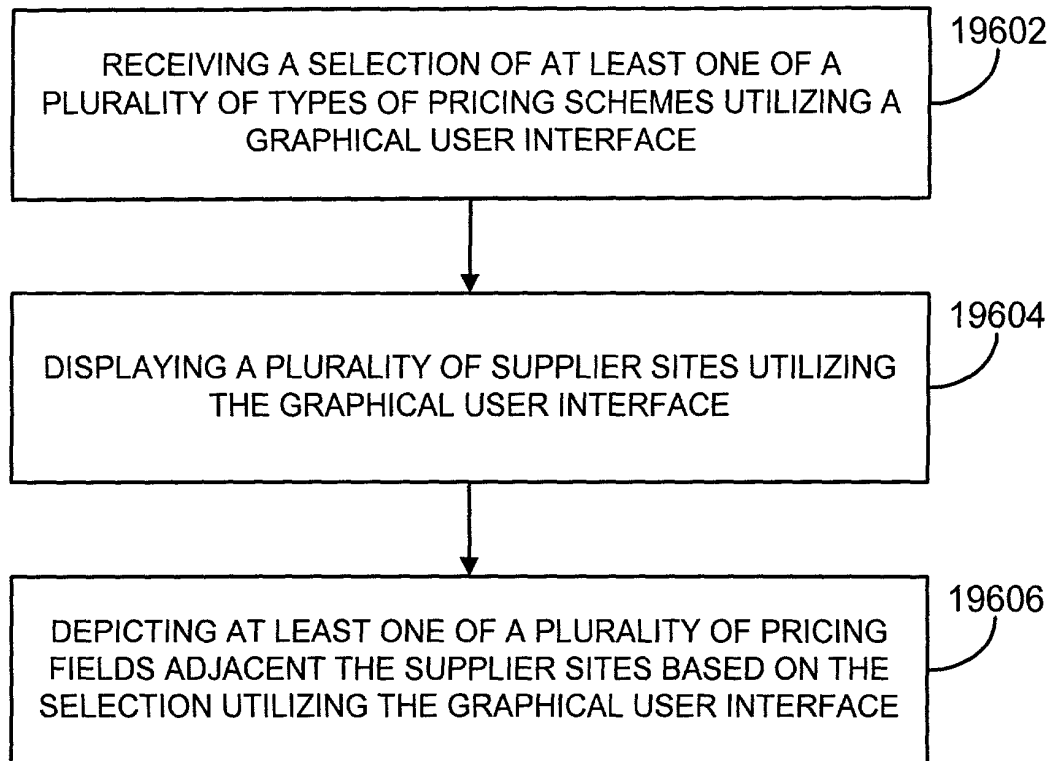 19602
RECEIVING A SELECTION OF AT LEAST ONE OF A
PLURALITY OF TYPES OF PRICING SCHEMES UTILIZING A
GRAPHICAL USER INTERFACE
19604
DISPLAYING A PLURALITY OF SUPPLIER SITES UTILIZING
THE GRAPHICAL USER INTERFACE
19606
DEPICTING AT LEAST ONE OF A PLURALITY OF PRICING
FIELDS ADJACENT THE SUPPLIER SITES BASED ON THE
SELECTION UTILIZING THE GRAPHICAL USER INTERFACE